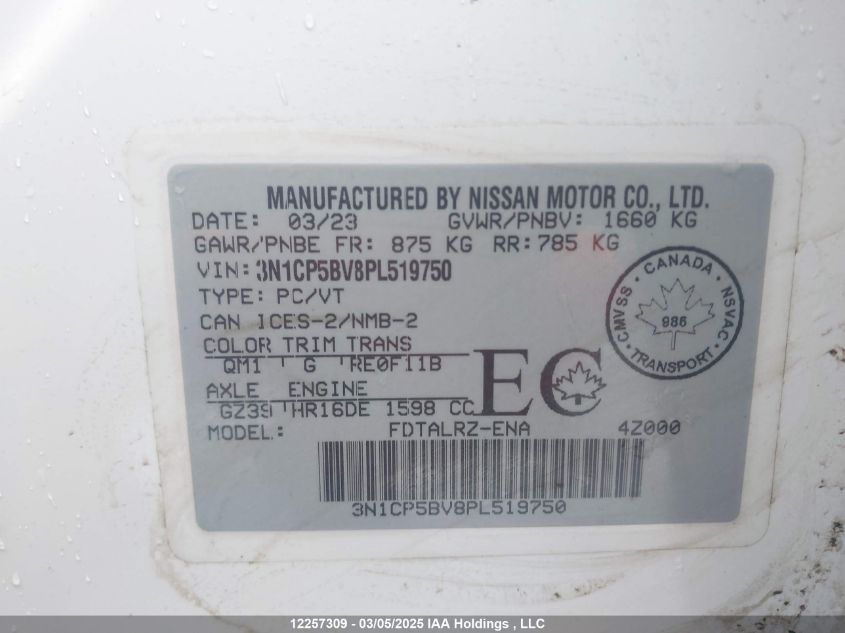 MANUFACTURED BY NISSAN MOTOR CO., LTD.
DATE: 03/23 GVWR/PNBV: 1660 KG
GAWR/PNBE FR: 875 KG RR: 785 KG
VIN: 3N1CP5BV8PL519750
TYPE: PC/VT
CAN ICES-2/NMB-2
CANADA
CMVSS NSVAC
986
TRANSPORT
COLOR TRIM TRANS
QM1 G RE0F11B
AXLE ENGINE
GZ39 HR16DE 1598 CC
EC
MODEL: FDTALRZ-ENA 4Z000
3N1CP5BV8PL519750
12257309 - 03/05/2025 IAA Holdings , LLC